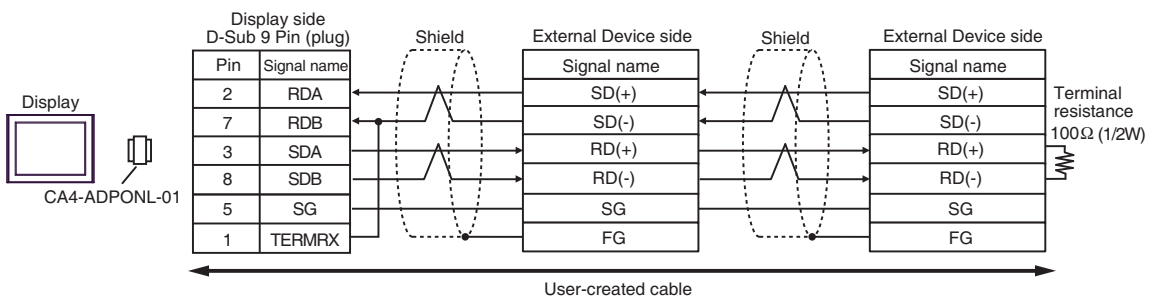 Display
CA4-ADPONL-01
Display side
D-Sub 9 Pin (plug)
Pin Signal name
2 RDA
7 RDB
3 SDA
8 SDB
5 SG
1 TERMRX
Shield
External Device side
Signal name
SD(+)
SD(-)
RD(+)
RD(-)
SG
FG
Shield
External Device side
Signal name
SD(+)
SD(-)
RD(+)
RD(-)
SG
FG
Terminal
resistance
100Ω (1/2W)
User-created cable